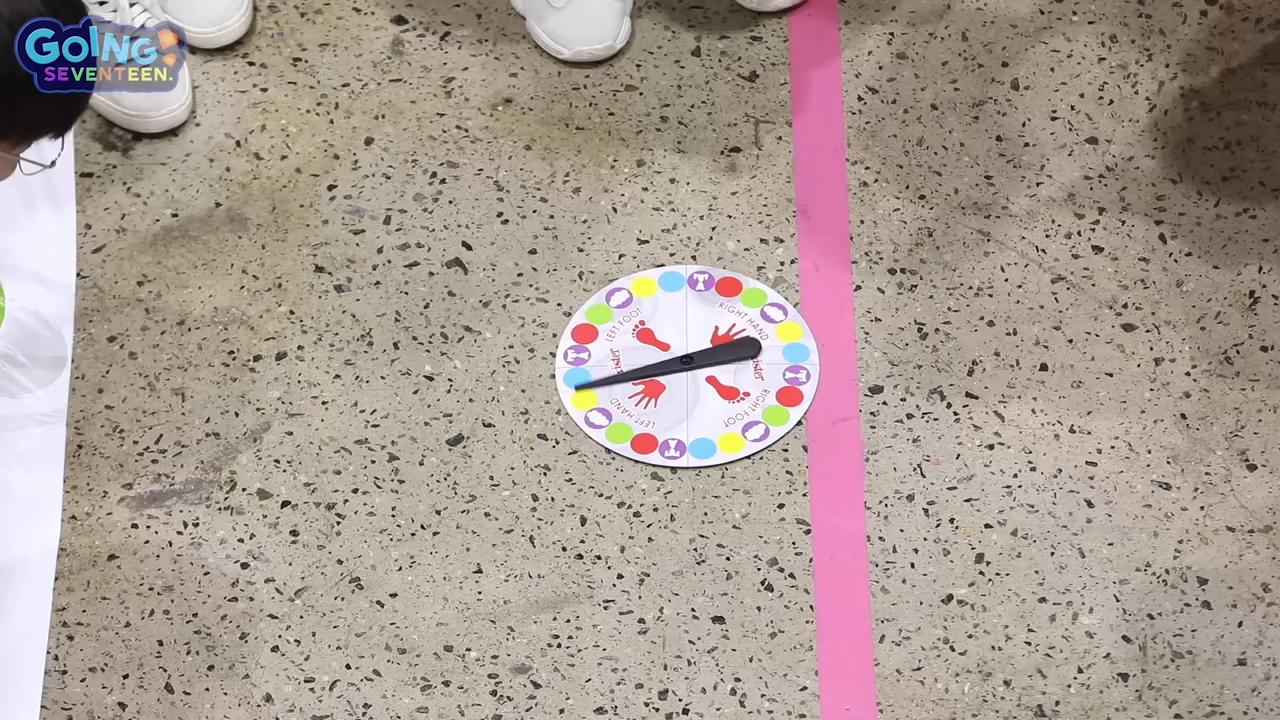 GOING
SEVENTEEN.
LEFT FOOT
RIGHT HAND
LEFT HAND
RIGHT FOOT